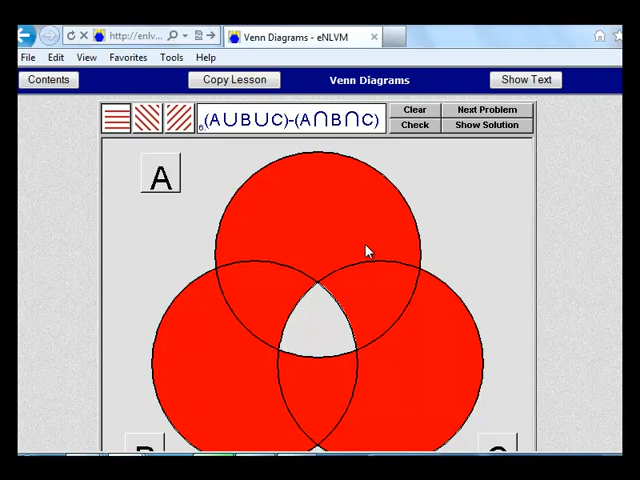 http://enlv...
Venn Diagrams - eNLVM
File Edit View Favorites Tools Help
Contents Copy Lesson Venn Diagrams Show Text
6. (A∪B∪C)-(A∩B∩C) Clear Next Problem
Check Show Solution
A